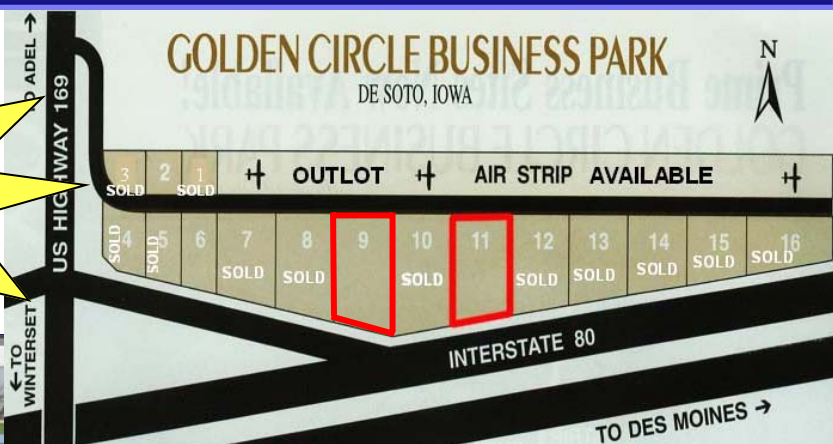 GOLDEN CIRCLE BUSINESS PARK
DE SOTO, IOWA
N
TO ADEL →
US HIGHWAY 169
← TO WINTERSET
3 SOLD
2
1 SOLD
OUTLOT AIR STRIP AVAILABLE
4 SOLD
5 SOLD
6
7 SOLD
8 SOLD
9
10 SOLD
11
12 SOLD
13 SOLD
14 SOLD
15 SOLD
16 SOLD
INTERSTATE 80
TO DES MOINES →